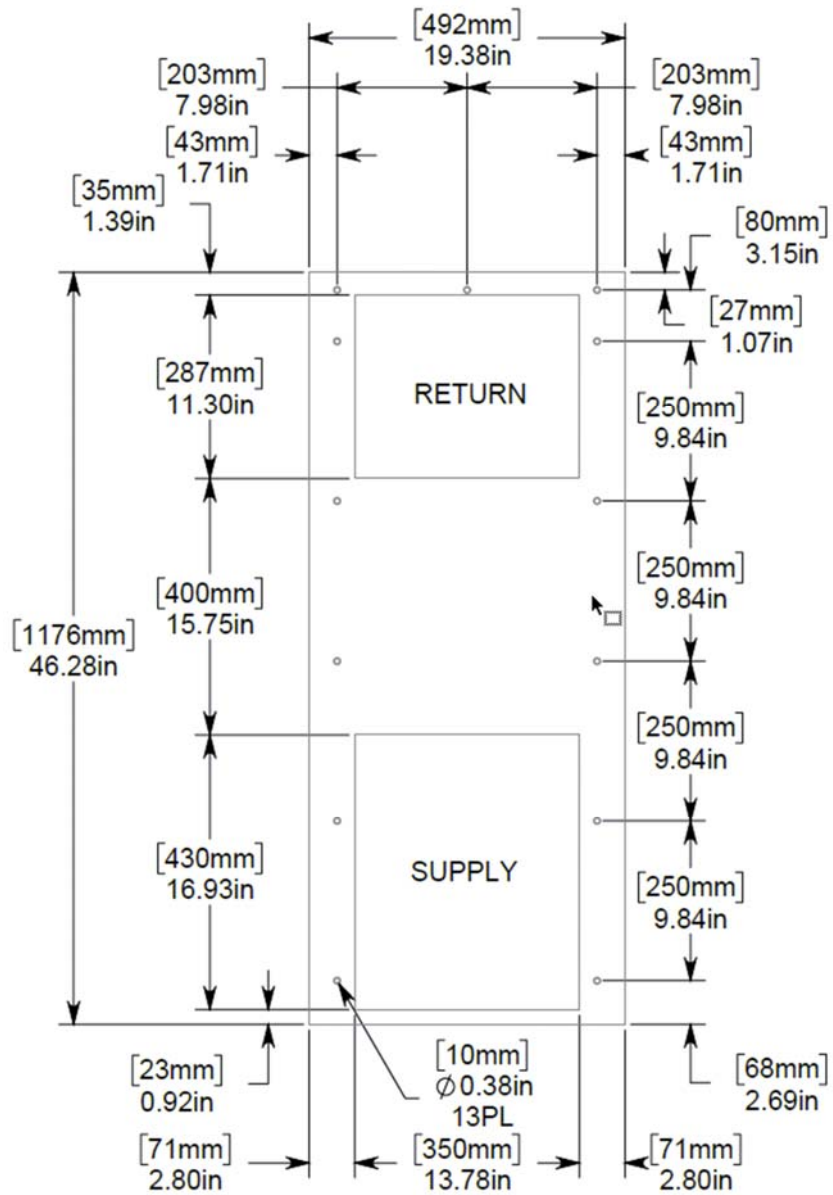 [492mm]
19.38in
[203mm]
7.98in
[203mm]
7.98in
[43mm]
1.71in
[43mm]
1.71in
[35mm]
1.39in
[80mm]
3.15in
[27mm]
1.07in
[287mm]
11.30in
RETURN
[250mm]
9.84in
[400mm]
15.75in
[250mm]
9.84in
[1176mm]
46.28in
[250mm]
9.84in
[430mm]
16.93in
SUPPLY
[250mm]
9.84in
[23mm]
0.92in
[10mm]
∅0.38in
13PL
[68mm]
2.69in
[71mm]
2.80in
[350mm]
13.78in
[71mm]
2.80in